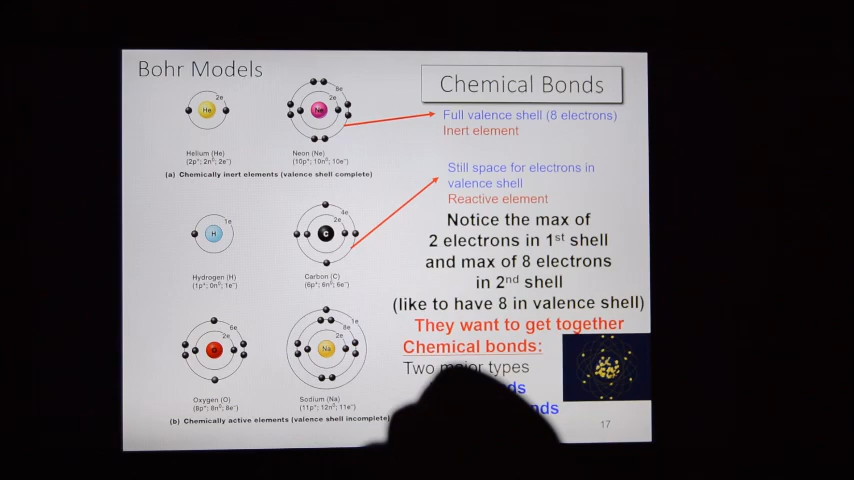 Bohr Models
Chemical Bonds
2e
He
Helium (He)
(2p⁺; 2n⁰; 2e⁻)
8e
2e
Ne
Neon (Ne)
(10p⁺; 10n⁰; 10e⁻)
(a) Chemically inert elements (valence shell complete)
Full valence shell (8 electrons)
Inert element
1e
H
Hydrogen (H)
(1p⁺; 0n⁰; 1e⁻)
4e
2e
C
Carbon (C)
(6p⁺; 6n⁰; 6e⁻)
Still space for electrons in
valence shell
Reactive element
Notice the max of
2 electrons in 1st shell
and max of 8 electrons
in 2nd shell
(like to have 8 in valence shell)
They want to get together
Chemical bonds:
Two major types
6e
2e
O
Oxygen (O)
(8p⁺; 8n⁰; 8e⁻)
1e
8e
2e
Na
Sodium (Na)
(11p⁺; 12n⁰; 11e⁻)
(b) Chemically active elements (valence shell incomplete)
17